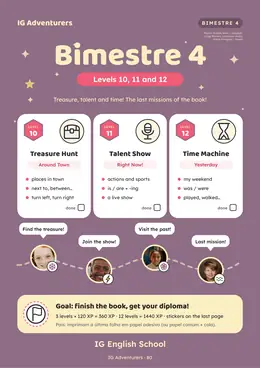 IG Adventurers
BIMESTRE 4
Bimestre 4
Levels 10, 11 and 12
Treasure, talent and time! The last missions of the book!
LEVEL 10
LEVEL 11
LEVEL 12
Treasure Hunt
Around Town
places in town
next to, between...
turn left, turn right
done
Talent Show
Right Now!
actions and sports
is / are + -ing
a live show
done
Time Machine
Yesterday
my weekend
was / were
played, walked...
done
Find the treasure!
Join the show!
Visit the past!
Last mission!
Goal: finish the book, get your diploma!
3 levels = 120 XP = 360 XP · 12 levels = 1440 XP · stickers on the last page
IG English School
IG Adventurers · 80